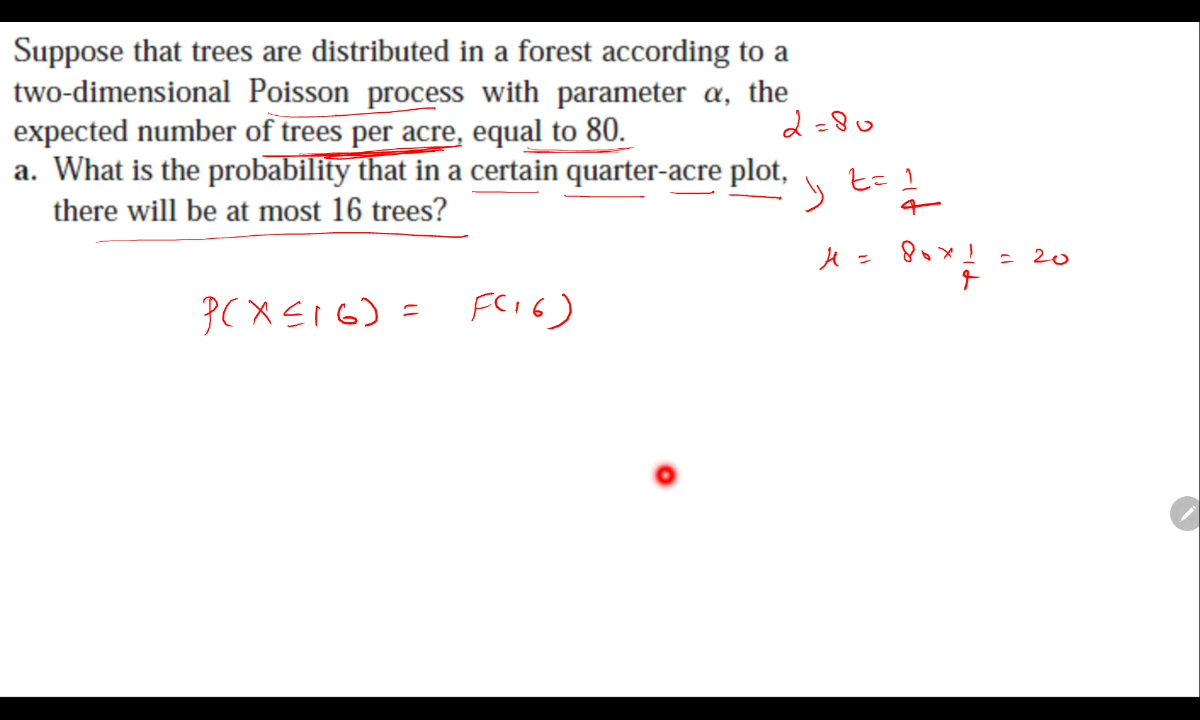 Suppose that trees are distributed in a forest according to a
two-dimensional Poisson process with parameter α, the
expected number of trees per acre, equal to 80.
a. What is the probability that in a certain quarter-acre plot,
there will be at most 16 trees?
α = 80
t = 1/4
μ = 80 × 1/4 = 20
P(X ≤ 16) = F(16)